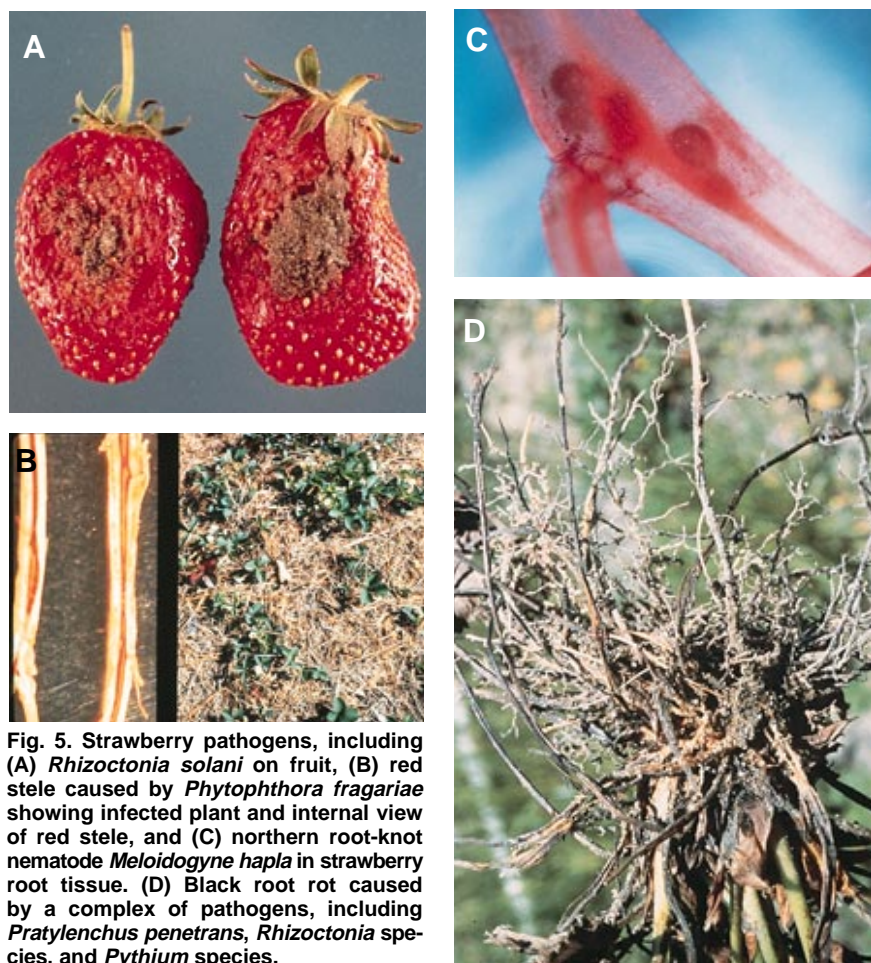 A
B
C
D
Fig. 5. Strawberry pathogens, including
(A) Rhizoctonia solani on fruit, (B) red
stele caused by Phytophthora fragariae
showing infected plant and internal view
of red stele, and (C) northern root-knot
nematode Meloidogyne hapla in strawberry
root tissue. (D) Black root rot caused
by a complex of pathogens, including
Pratylenchus penetrans, Rhizoctonia spe-
cies, and Pythium species.